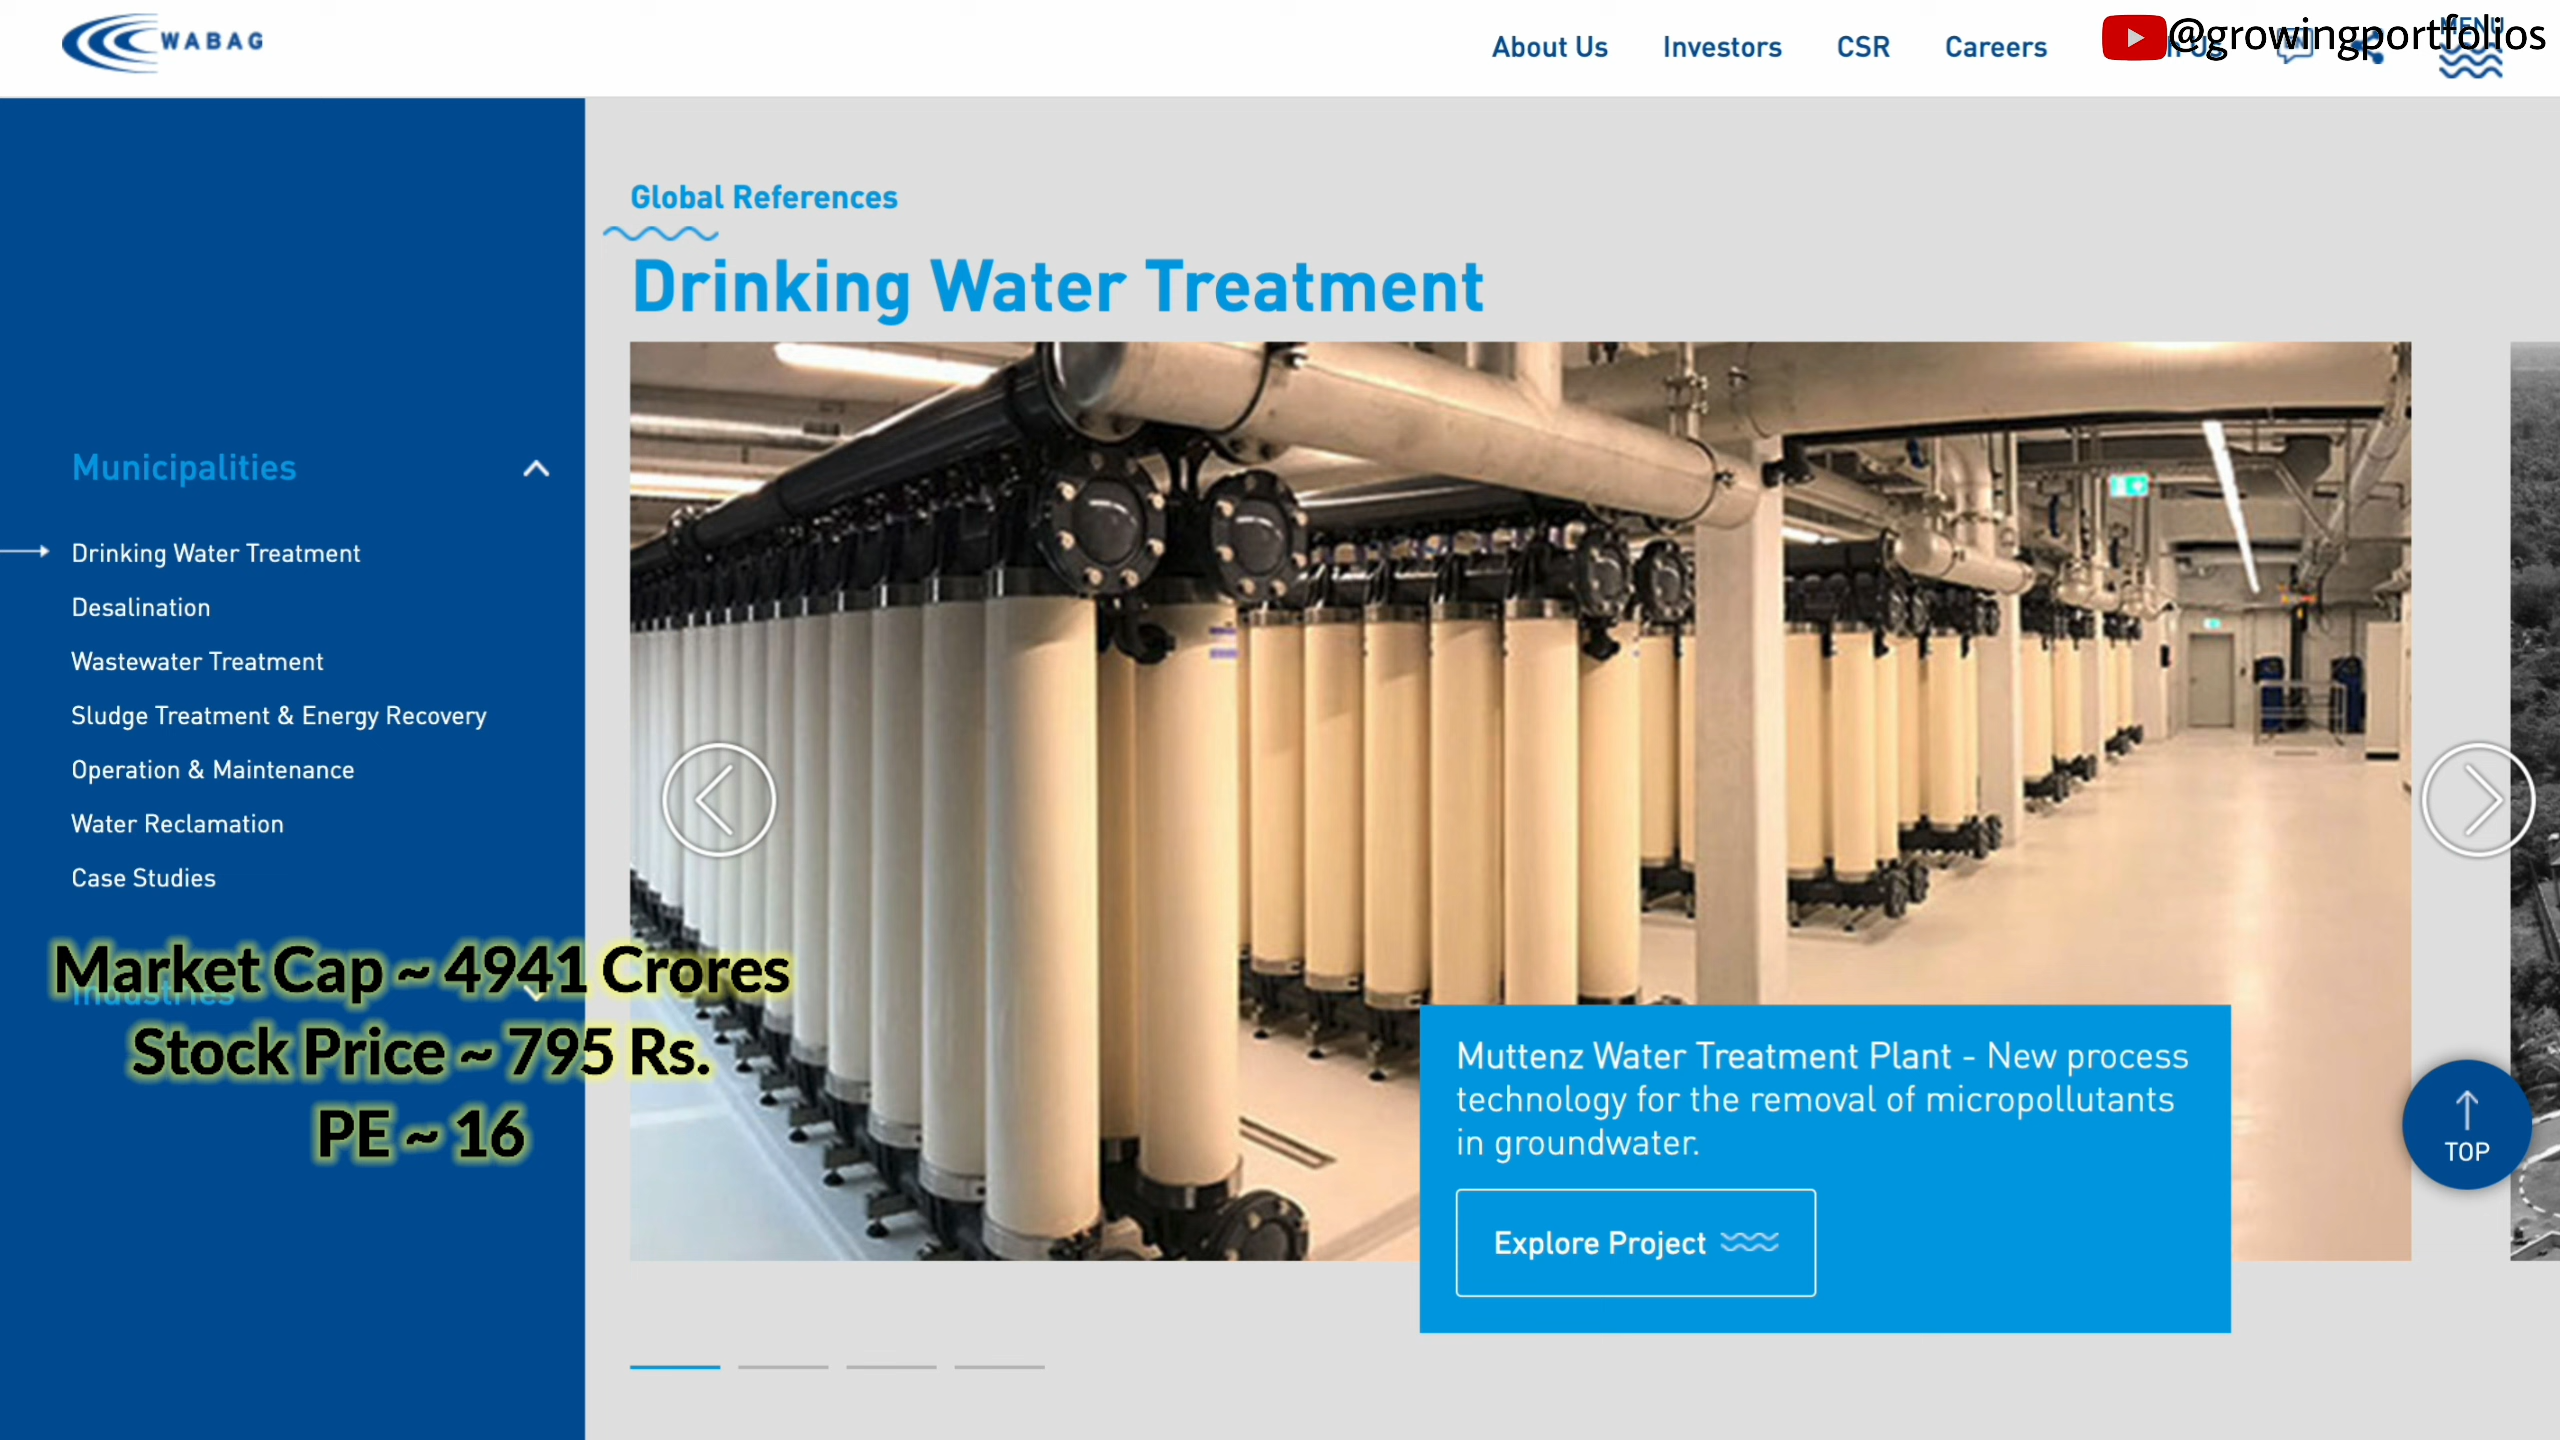 WABAG
About Us
Investors
CSR
Careers
@growingportfolios
MENU
Global References
Drinking Water Treatment
Municipalities
Drinking Water Treatment
Desalination
Wastewater Treatment
Sludge Treatment & Energy Recovery
Operation & Maintenance
Water Reclamation
Case Studies
Industries
Market Cap ~ 4941 Crores
Stock Price ~ 795 Rs.
PE ~ 16
Muttenz Water Treatment Plant - New process
technology for the removal of micropollutants
in groundwater.
Explore Project
TOP